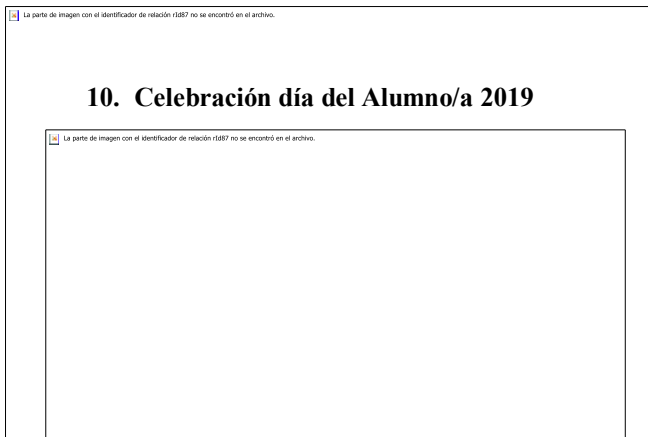 La parte de imagen con el identificador de relación rId87 no se encontró en el archivo.
10. Celebración día del Alumno/a 2019
La parte de imagen con el identificador de relación rId87 no se encontró en el archivo.